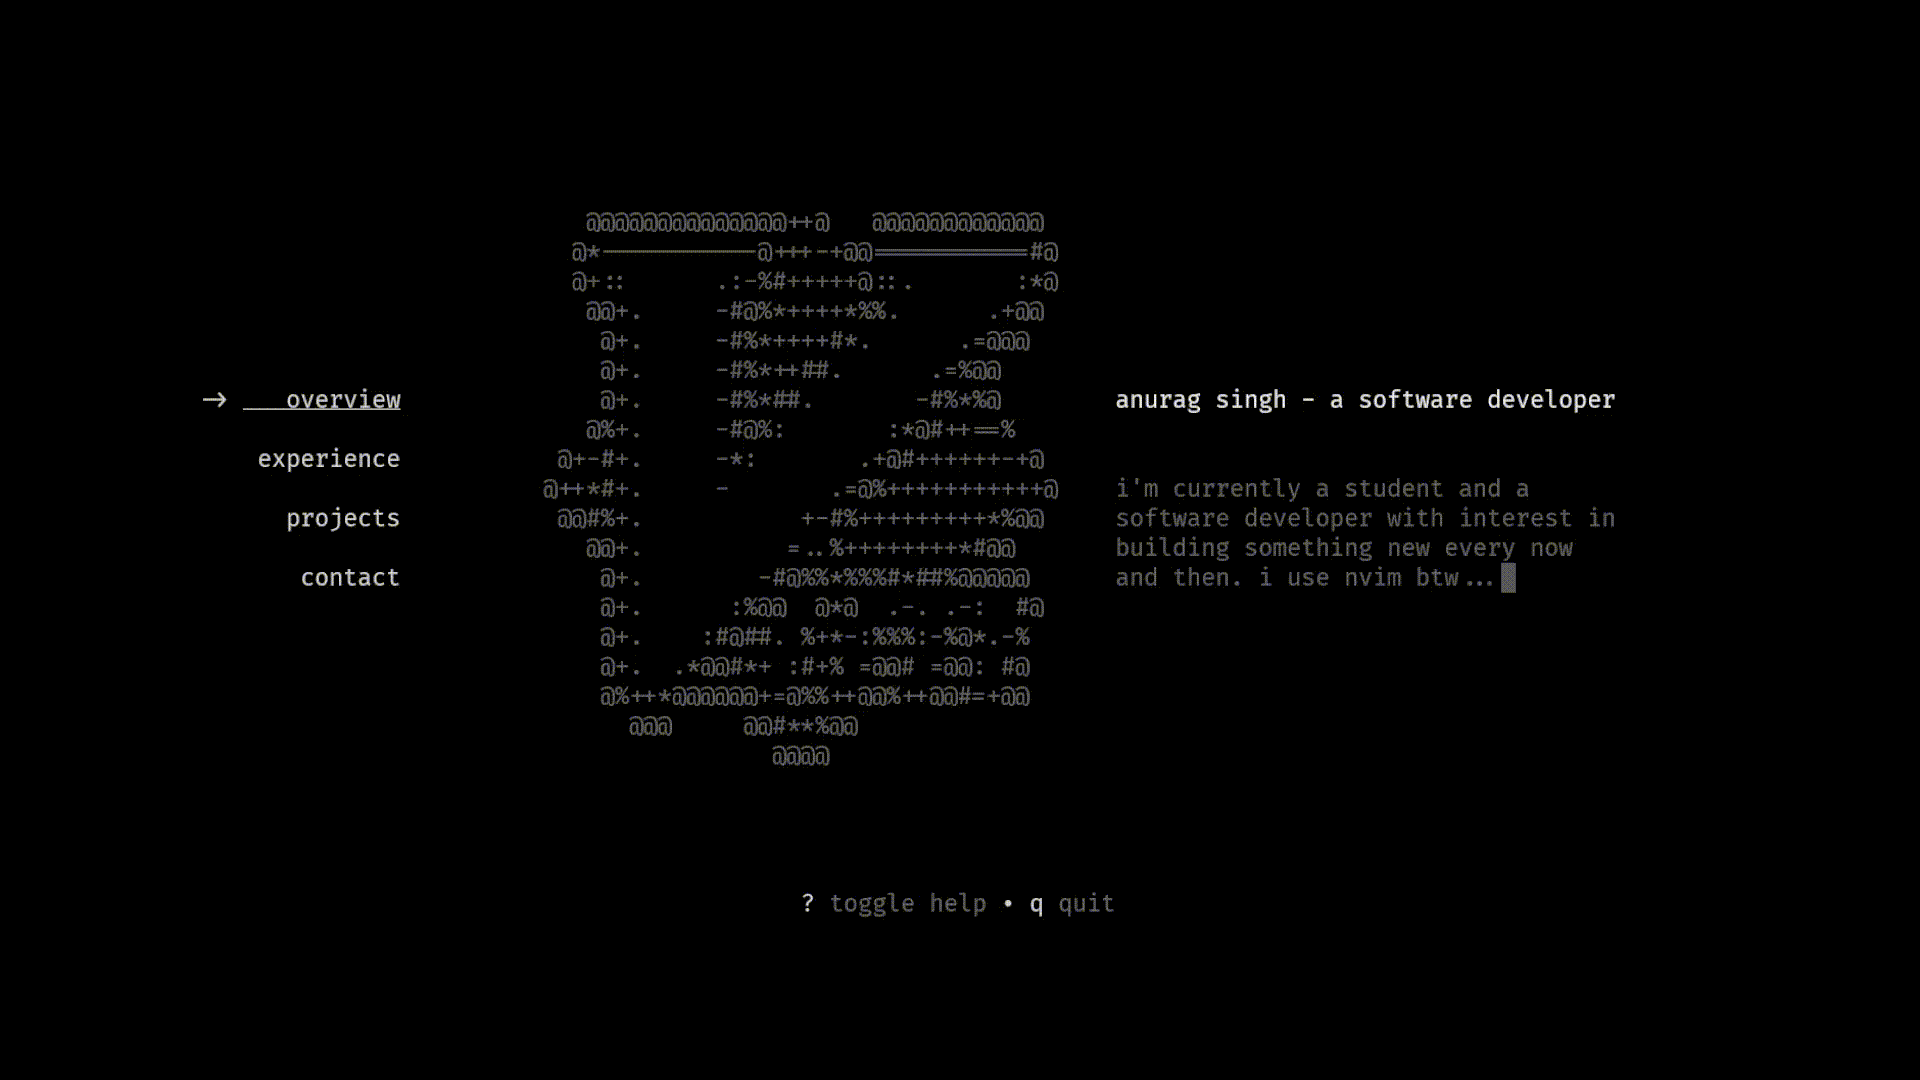 →    overview
experience
projects
contact
@@@@@@@@@@@@@@++@   @@@@@@@@@@@@
@*-----------@+++-+@@===========#@
@+::       .:-%#+++++@::.       :*@
@@+.     -#@%*++++*%%.      .+@@
@+.     -#%*++++#*.      .=@@@
@+.     -#%*++##.      .=%@@
@+.     -#%*##.       -#%*%@
@%+.     -#@%:       :*@#++==%
@+-#+.     -*:       .+@#++++++-+@
@++*#+.     -       .=@%+++++++++++@
@@#%+.           +-#%+++++++++*%@@
@@+.          =..%++++++++*#@@
@+.        -#@%%*%%%#*##%@@@@@
@+.      :%@@  @*@  .-. .-:  #@
@+.    :#@##. %+*-:%%%:-%@*.-%
@+.  .*@@#*+ :#+% =@@# =@@: #@
@%++*@@@@@@+=@%%++@@%++@@#=+@@
@@@     @@#**%@@
@@@@
anurag singh - a software developer
i'm currently a student and a
software developer with interest in
building something new every now
and then. i use nvim btw...
? toggle help • q quit